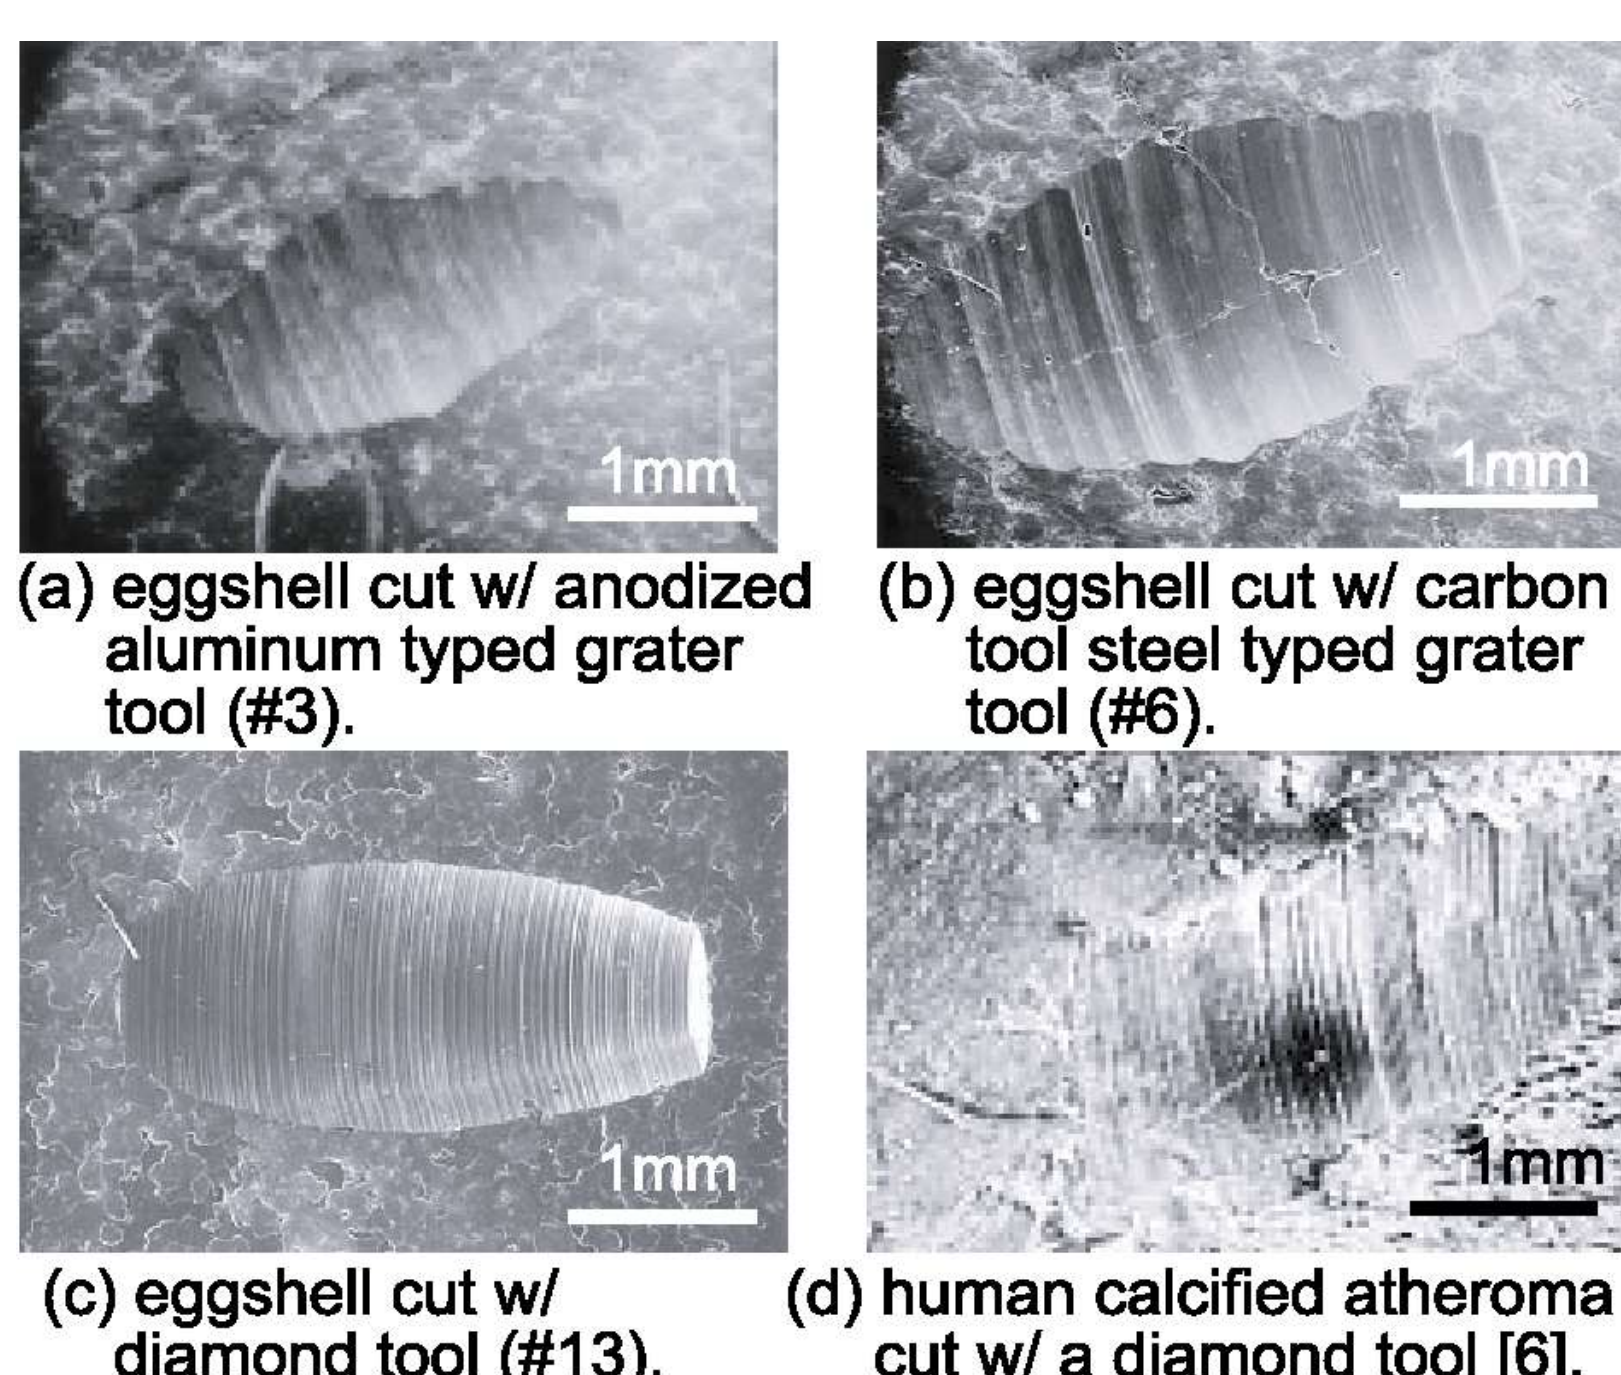 1mm
1mm
(a) eggshell cut w/ anodized
aluminum typed grater
tool (#3).
(b) eggshell cut w/ carbon
tool steel typed grater
tool (#6).
1mm
1mm
(c) eggshell cut w/
diamond tool (#13).
(d) human calcified atheroma
cut w/ a diamond tool [6].